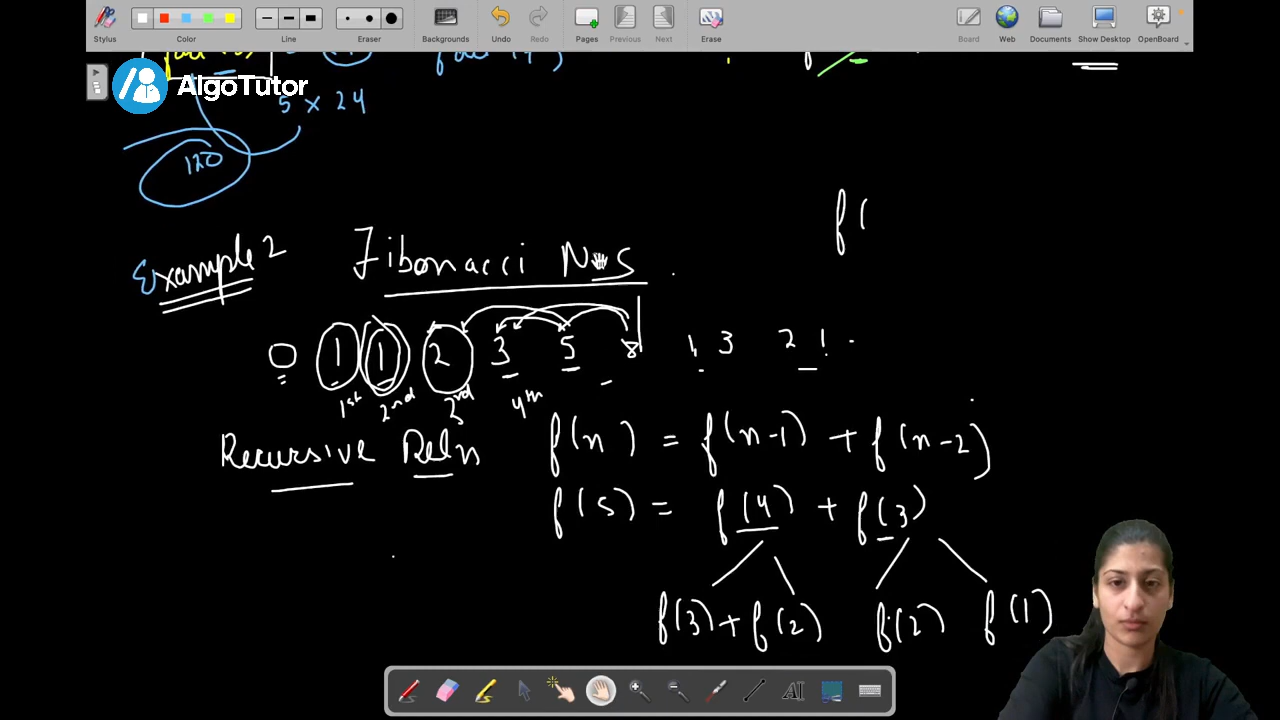 Stylus Color Line Eraser Backgrounds Undo Redo Pages Previous Next Erase Board Web Documents Show Desktop OpenBoard
AlgoTutor
5 x 24
120
f(
Example 2 Fibonacci Nos
0 1 1 2 3 5 8 13 21 .
1st 2nd 3rd 4th
Recursive Reln f(n) = f(n-1) + f(n-2)
f(5) = f(4) + f(3)
f(3) + f(2) f(2) f(1)